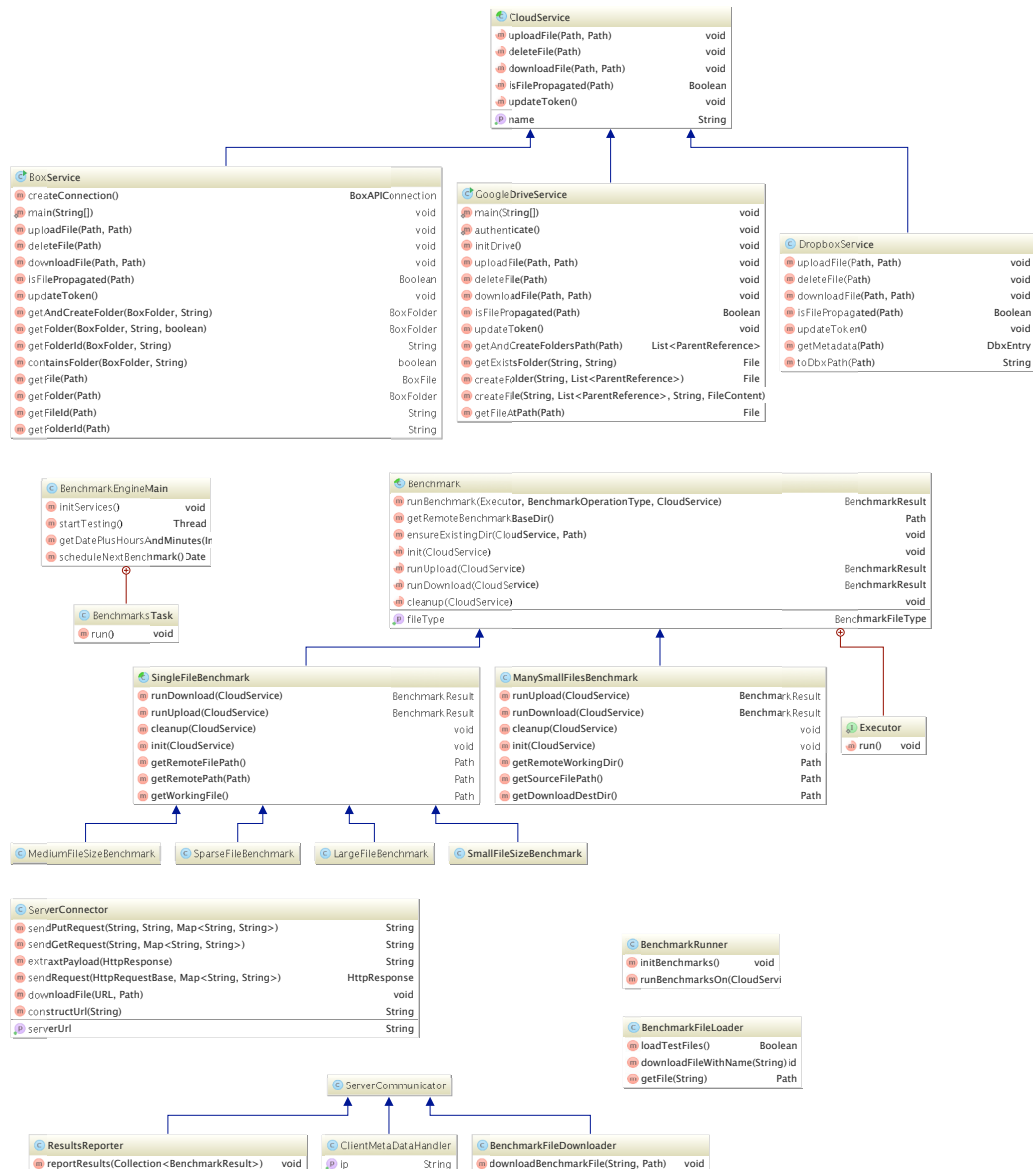 CloudService
uploadFile(Path, Path) void
deleteFile(Path) void
downloadFile(Path, Path) void
isFilePropagated(Path) Boolean
updateToken() void
name String
BoxService
createConnection() BoxAPIConnection
main(String[]) void
uploadFile(Path, Path) void
deleteFile(Path) void
downloadFile(Path, Path) void
isFilePropagated(Path) Boolean
updateToken() void
getAndCreateFolder(BoxFolder, String) BoxFolder
getFolder(BoxFolder, String, boolean) BoxFolder
getFolderId(BoxFolder, String) String
containsFolder(BoxFolder, String) boolean
getFile(Path) BoxFile
getFolder(Path) BoxFolder
getFileId(Path) String
getFolderId(Path) String
GoogleDriveService
main(String[]) void
authenticate() void
initDrive() void
uploadFile(Path, Path) void
deleteFile(Path) void
downloadFile(Path, Path) void
isFilePropagated(Path) Boolean
updateToken() void
getAndCreateFoldersPath(Path) List<ParentReference>
getExistsFolder(String, String) File
createFolder(String, List<ParentReference>) File
createFile(String, List<ParentReference>, String, FileContent)
getFileAtPath(Path) File
DropboxService
uploadFile(Path, Path) void
deleteFile(Path) void
downloadFile(Path, Path) void
isFilePropagated(Path) Boolean
updateToken() void
getMetadata(Path) DbxEntry
toDbxPath(Path) String
BenchmarkEngineMain
initServices() void
startTesting() Thread
getDatePlusHoursAndMinutes(In
scheduleNextBenchmark() Date
BenchmarksTask
run() void
Benchmark
runBenchmark(Executor, BenchmarkOperationType, CloudService) BenchmarkResult
getRemoteBenchmarkBaseDir() Path
ensureExistingDir(CloudService, Path) void
init(CloudService) void
runUpload(CloudService) BenchmarkResult
runDownload(CloudService) BenchmarkResult
cleanup(CloudService) void
fileType BenchmarkFileType
SingleFileBenchmark
runDownload(CloudService) BenchmarkResult
runUpload(CloudService) BenchmarkResult
cleanup(CloudService) void
init(CloudService) void
getRemoteFilePath() Path
getRemotePath(Path) Path
getWorkingFile() Path
ManySmallFilesBenchmark
runUpload(CloudService) BenchmarkResult
runDownload(CloudService) BenchmarkResult
cleanup(CloudService) void
init(CloudService) void
getRemoteWorkingDir() Path
getSourceFilePath() Path
getDownloadDestDir() Path
Executor
run() void
MediumFileSizeBenchmark
SparseFileBenchmark
LargeFileBenchmark
SmallFileSizeBenchmark
ServerConnector
sendPutRequest(String, String, Map<String, String>) String
sendGetRequest(String, Map<String, String>) String
extraxtPayload(HttpResponse) String
sendRequest(HttpRequestBase, Map<String, String>) HttpResponse
downloadFile(URL, Path) void
constructUrl(String) String
serverUrl String
BenchmarkRunner
initBenchmarks() void
runBenchmarksOn(CloudServi
BenchmarkFileLoader
loadTestFiles() Boolean
downloadFileWithName(String) id
getFile(String) Path
ServerCommunicator
ResultsReporter
reportResults(Collection<BenchmarkResult>) void
ClientMetaDataHandler
ip String
BenchmarkFileDownloader
downloadBenchmarkFile(String, Path) void